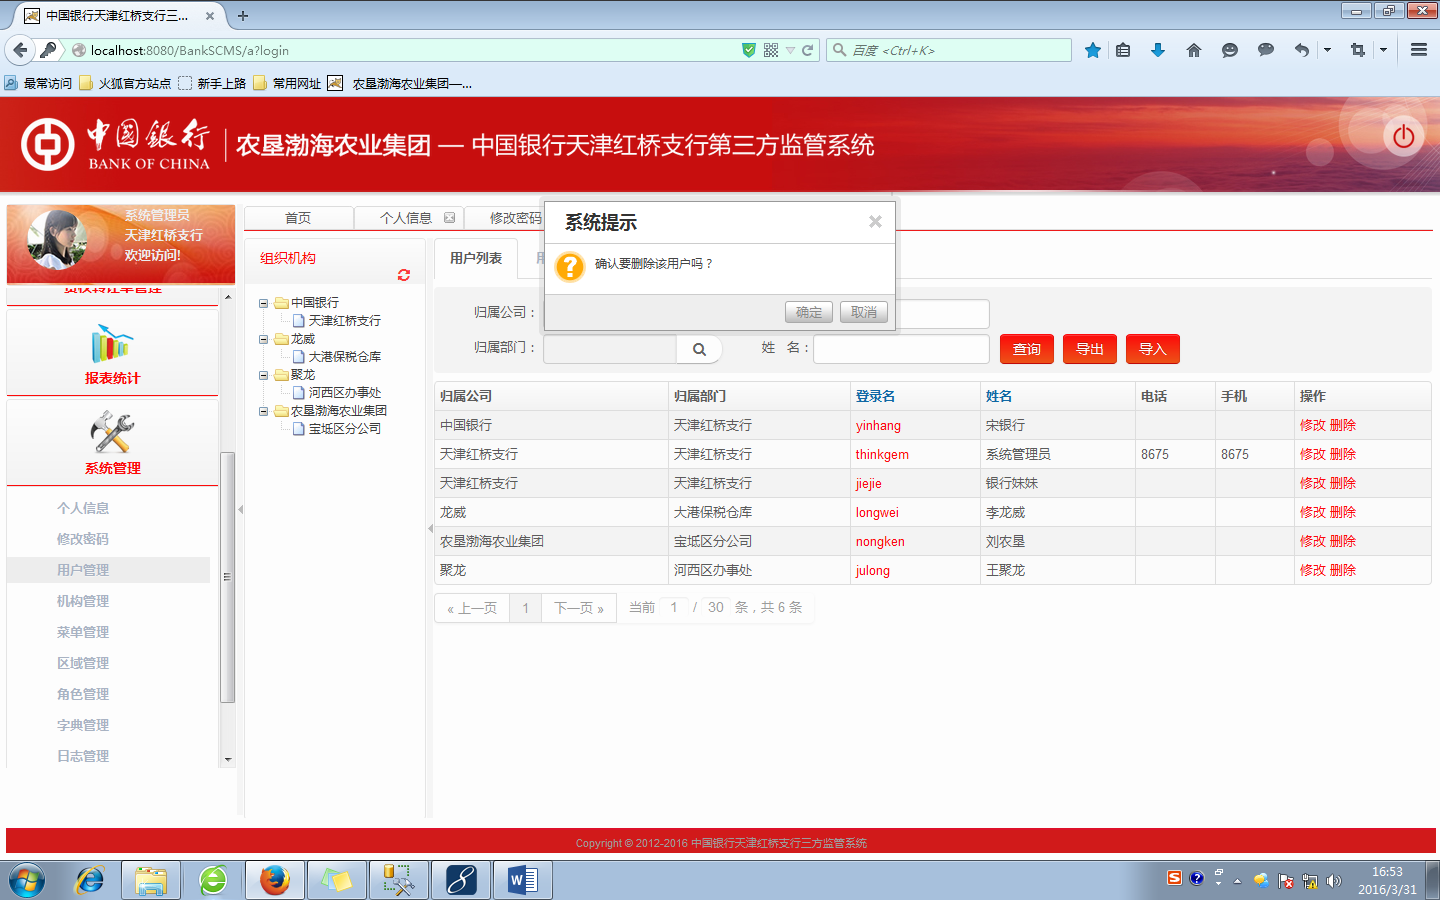 中国银行天津红桥支行三...
localhost:8080/BankSCMS/a?login
百度 <Ctrl+K>
最常访问 火狐官方站点 新手上路 常用网址 农垦渤海农业集团—...
中国银行
BANK OF CHINA
农垦渤海农业集团 — 中国银行天津红桥支行第三方监管系统
系统管理员
天津红桥支行
欢迎访问!
报表统计
系统管理
个人信息
修改密码
用户管理
机构管理
菜单管理
区域管理
角色管理
字典管理
日志管理
首页 个人信息 修改密码
组织机构
中国银行
天津红桥支行
龙威
大港保税仓库
聚龙
河西区办事处
农垦渤海农业集团
宝坻区分公司
用户列表
系统提示
确认要删除该用户吗？
确定 取消
归属公司：
归属部门： 姓 名： 查询 导出 导入
归属公司 归属部门 登录名 姓名 电话 手机 操作
中国银行 天津红桥支行 yinhang 宋银行 修改 删除
天津红桥支行 天津红桥支行 thinkgem 系统管理员 8675 8675 修改 删除
天津红桥支行 天津红桥支行 jiejie 银行妹妹 修改 删除
龙威 大港保税仓库 longwei 李龙威 修改 删除
农垦渤海农业集团 宝坻区分公司 nongken 刘农垦 修改 删除
聚龙 河西区办事处 julong 王聚龙 修改 删除
« 上一页 1 下一页 » 当前 1 / 30 条，共 6 条
Copyright © 2012-2016 中国银行天津红桥支行三方监管系统
16:53
2016/3/31